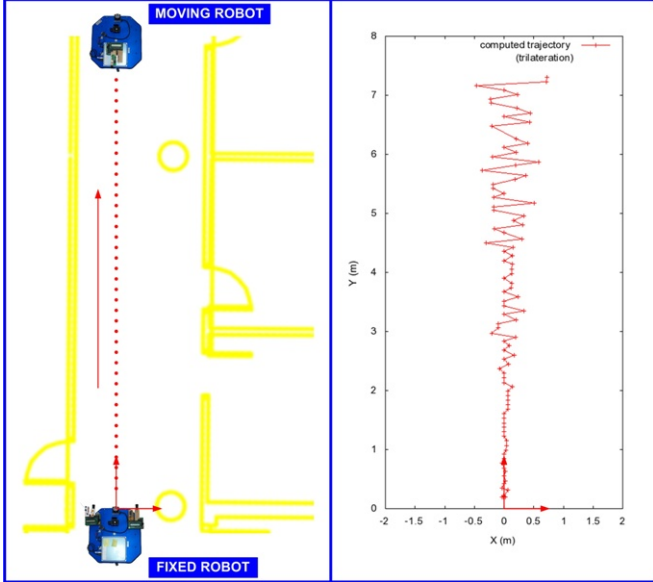 MOVING ROBOT
FIXED ROBOT
computed trajectory
(trilateration)
8
7
6
5
4
3
2
1
0
Y (m)
-2 -1.5 -1 -0.5 0 0.5 1 1.5 2
X (m)